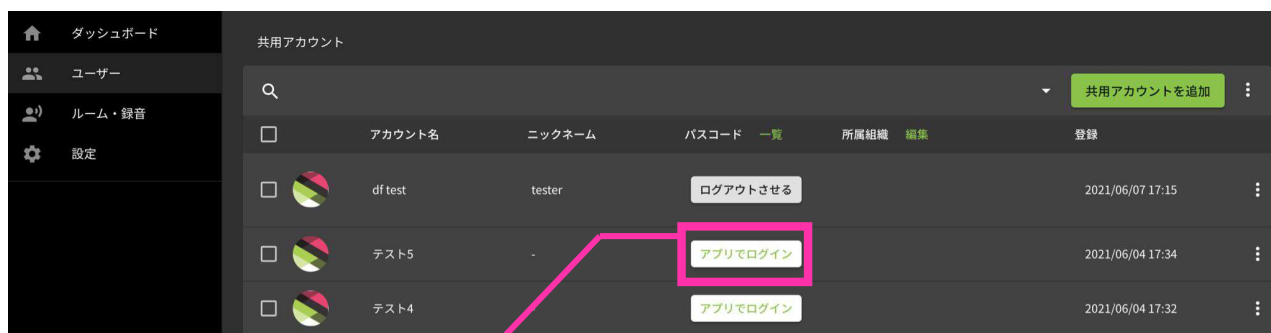 ダッシュボード
ユーザー
ルーム・録音
設定
共用アカウント
共用アカウントを追加
アカウント名 ニックネーム パスコード 一覧 所属組織 編集 登録
df test tester ログアウトさせる 2021/06/07 17:15
テスト5 - アプリでログイン 2021/06/04 17:34
テスト4 アプリでログイン 2021/06/04 17:32